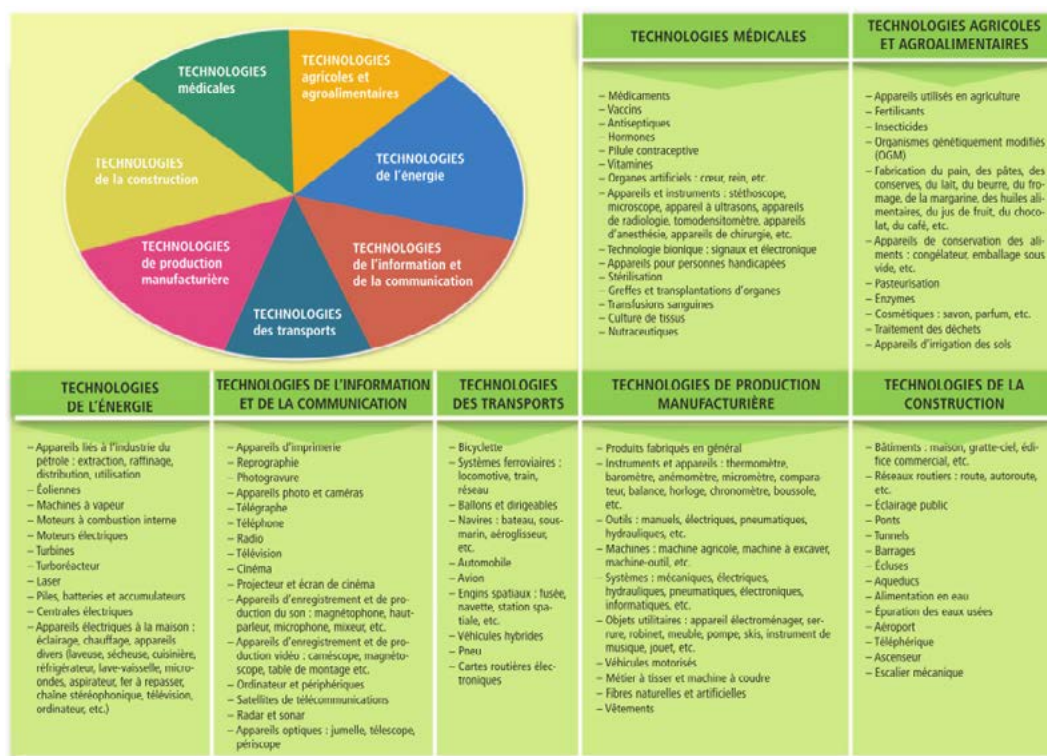 TECHNOLOGIES
médicales
TECHNOLOGIES
agricoles et
agroalimentaires
TECHNOLOGIES
de la construction
TECHNOLOGIES
de l'énergie
TECHNOLOGIES
de production
manufacturière
TECHNOLOGIES
de l'information et
de la communication
TECHNOLOGIES
des transports
TECHNOLOGIES MÉDICALES
– Médicaments
– Vaccins
– Antiseptiques
– Hormones
– Pilule contraceptive
– Vitamines
– Organes artificiels : cœur, rein, etc.
– Appareils et instruments : stéthoscope,
microscope, appareil à ultrasons, appareils
de radiologie, tomodensitomètre, appareils
d'anesthésie, appareils de chirurgie, etc.
– Technologie bionique : signaux et électronique
– Appareils pour personnes handicapées
– Stérilisation
– Greffes et transplantations d'organes
– Transfusions sanguines
– Culture de tissus
– Nutraceutiques
TECHNOLOGIES AGRICOLES
ET AGROALIMENTAIRES
– Appareils utilisés en agriculture
– Fertilisants
– Insecticides
– Organismes génétiquement modifiés
(OGM)
– Fabrication du pain, des pâtes, des
conserves, du lait, du beurre, du fro-
mage, de la margarine, des huiles ali-
mentaires, du jus de fruit, du choco-
lat, du café, etc.
– Appareils de conservation des ali-
ments : congélateur, emballage sous
vide, etc.
– Pasteurisation
– Enzymes
– Cosmétiques : savon, parfum, etc.
– Traitement des déchets
– Appareils d'irrigation des sols
TECHNOLOGIES
DE L'ÉNERGIE
– Appareils liés à l'industrie du
pétrole : extraction, raffinage,
distribution, utilisation
– Éoliennes
– Machines à vapeur
– Moteurs à combustion interne
– Moteurs électriques
– Turbines
– Turboréacteur
– Laser
– Piles, batteries et accumulateurs
– Centrales électriques
– Appareils électriques à la maison :
éclairage, chauffage, appareils
divers (laveuse, sécheuse, cuisinière,
réfrigérateur, lave-vaisselle, micro-
ondes, aspirateur, fer à repasser,
chaîne stéréophonique, télévision,
ordinateur, etc.)
TECHNOLOGIES DE L'INFORMATION
ET DE LA COMMUNICATION
– Appareils d'imprimerie
– Reprographie
– Photogravure
– Appareils photo et caméras
– Télégraphe
– Téléphone
– Radio
– Télévision
– Cinéma
– Projecteur et écran de cinéma
– Appareils d'enregistrement et de pro-
duction du son : magnétophone, haut-
parleur, microphone, mixeur, etc.
– Appareils d'enregistrement et de pro-
duction vidéo : caméscope, magnéto-
scope, table de montage etc.
– Ordinateur et périphériques
– Satellites de télécommunications
– Radar et sonar
– Appareils optiques : jumelle, télescope,
périscope
TECHNOLOGIES
DES TRANSPORTS
– Bicyclette
– Systèmes ferroviaires :
locomotive, train,
réseau
– Ballons et dirigeables
– Navires : bateau, sous-
marin, aéroglisseur,
etc.
– Automobile
– Avion
– Engins spatiaux : fusée,
navette, station spa-
tiale, etc.
– Véhicules hybrides
– Pneu
– Cartes routières élec-
troniques
TECHNOLOGIES DE PRODUCTION
MANUFACTURIÈRE
– Produits fabriqués en général
– Instruments et appareils : thermomètre,
baromètre, anémomètre, micromètre, compara-
teur, balance, horloge, chronomètre, boussole,
etc.
– Outils : manuels, électriques, pneumatiques,
hydrauliques, etc.
– Machines : machine agricole, machine à excaver,
machine-outil, etc.
– Systèmes : mécaniques, électriques,
hydrauliques, pneumatiques, électroniques,
informatiques, etc.
– Objets utilitaires : appareil électroménager, ser-
rure, robinet, meuble, pompe, skis, instrument de
musique, jouet, etc.
– Véhicules motorisés
– Métier à tisser et machine à coudre
– Fibres naturelles et artificielles
– Vêtements
TECHNOLOGIES DE LA
CONSTRUCTION
– Bâtiments : maison, gratte-ciel, édi-
fice commercial, etc.
– Réseaux routiers : route, autoroute,
etc.
– Éclairage public
– Ponts
– Tunnels
– Barrages
– Écluses
– Aqueducs
– Alimentation en eau
– Épuration des eaux usées
– Aéroport
– Téléphérique
– Ascenseur
– Escalier mécanique